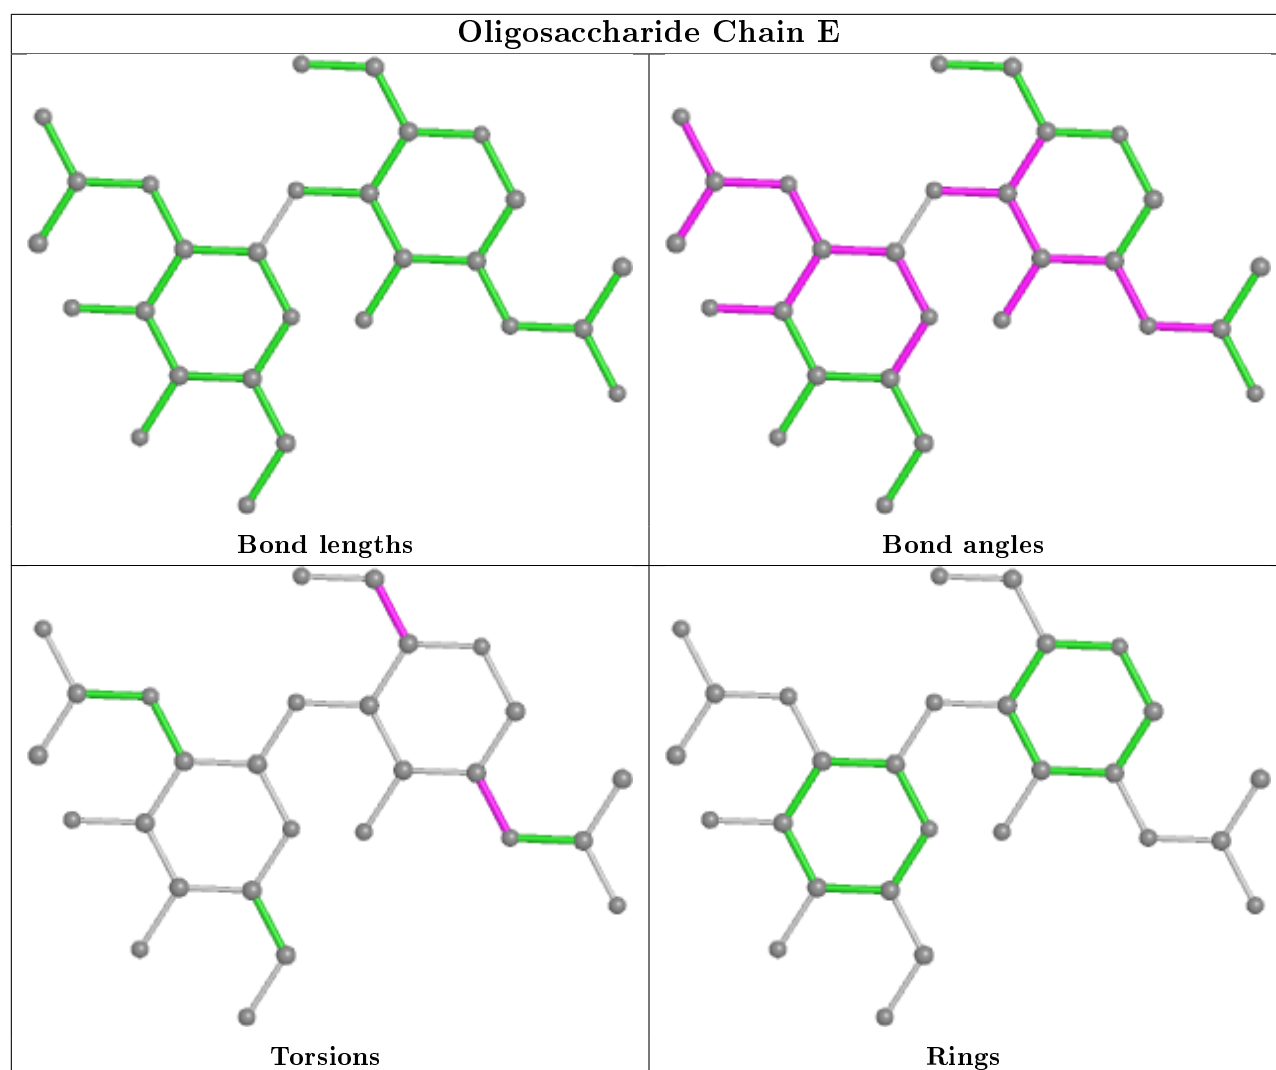 Oligosaccharide Chain E
Bond lengths
Bond angles
Torsions
Rings